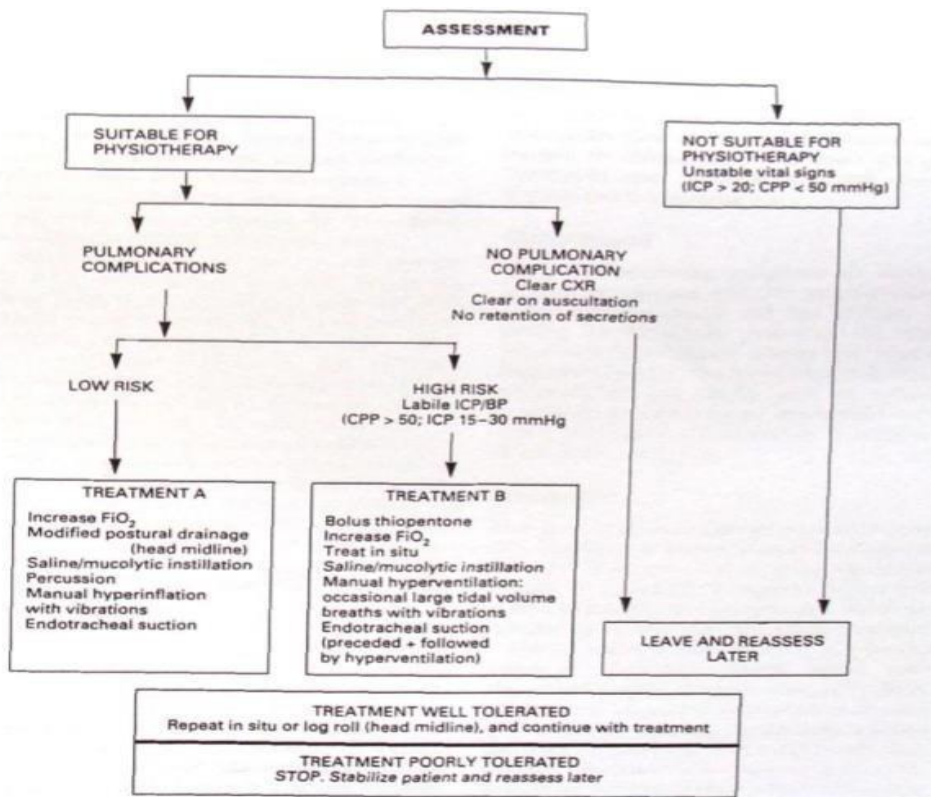 ASSESSMENT
SUITABLE FOR
PHYSIOTHERAPY
NOT SUITABLE FOR
PHYSIOTHERAPY
Unstable vital signs
(ICP > 20; CPP < 50 mmHg)
PULMONARY
COMPLICATIONS
NO PULMONARY
COMPLICATION
Clear CXR
Clear on auscultation
No retention of secretions
LOW RISK
HIGH RISK
Labile ICP/BP
(CPP > 50; ICP 15–30 mmHg
TREATMENT A
Increase FiO₂
Modified postural drainage
(head midline)
Saline/mucolytic instillation
Percussion
Manual hyperinflation
with vibrations
Endotracheal suction
TREATMENT B
Bolus thiopentone
Increase FiO₂
Treat in situ
Saline/mucolytic instillation
Manual hyperventilation:
occasional large tidal volume
breaths with vibrations
Endotracheal suction
(preceded + followed
by hyperventilation)
LEAVE AND REASSESS
LATER
TREATMENT WELL TOLERATED
Repeat in situ or log roll (head midline), and continue with treatment
TREATMENT POORLY TOLERATED
STOP. Stabilize patient and reassess later